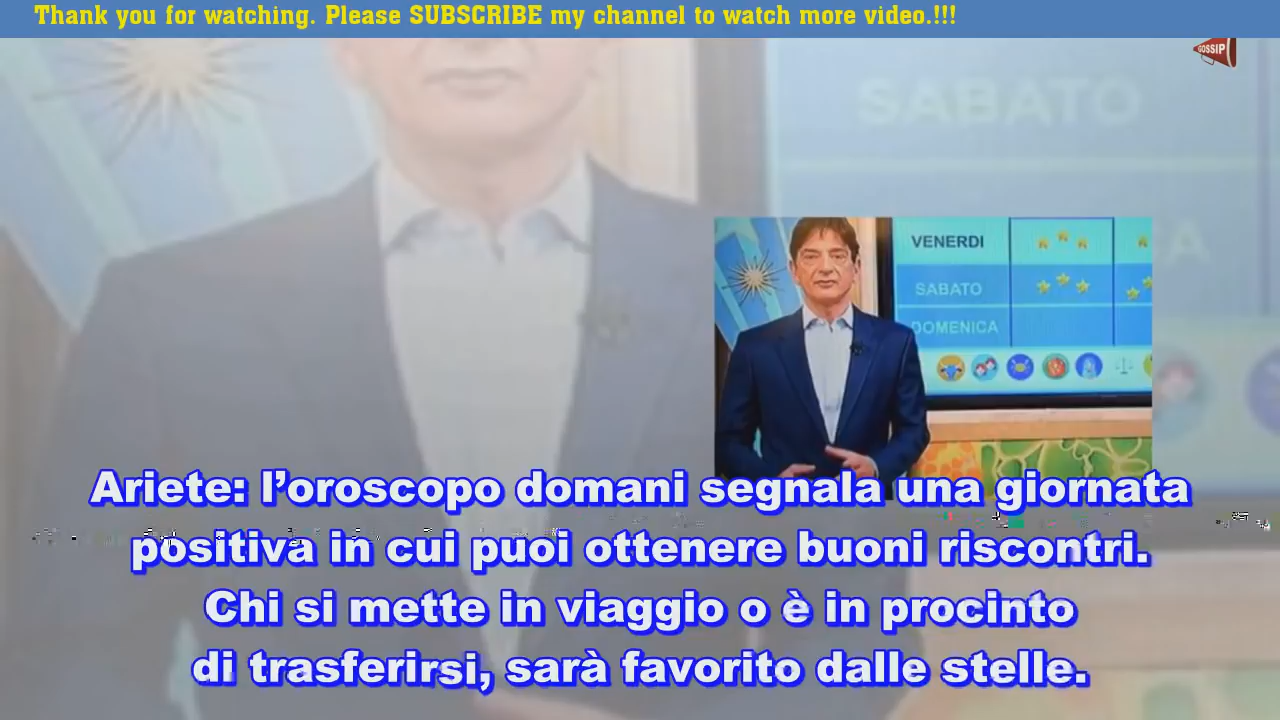 Thank you for watching. Please SUBSCRIBE my channel to watch more video.!!!
GOSSIP
SABATO
A
VENERDI
SABATO
DOMENICA
Ariete: l’oroscopo domani segnala una giornata
positiva in cui puoi ottenere buoni riscontri.
Chi si mette in viaggio o è in procinto
di trasferirsi, sarà favorito dalle stelle.